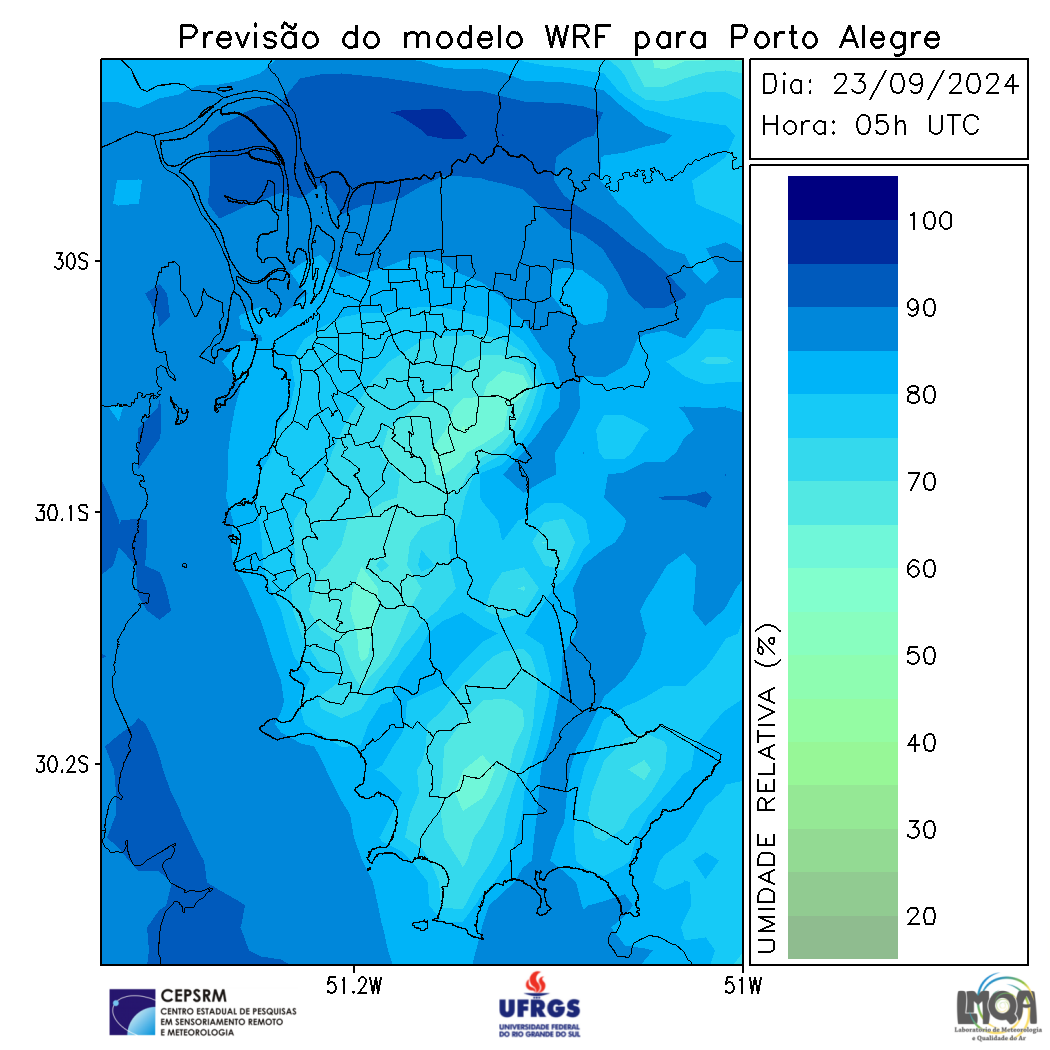 Previsão do modelo WRF para Porto Alegre
Dia: 23/09/2024
Hora: 05h UTC
30S
30.1S
30.2S
51.2W
51W
100
90
80
70
60
50
40
30
20
UMIDADE RELATIVA (%)
CEPSRM
CENTRO ESTADUAL DE PESQUISAS
EM SENSORIAMENTO REMOTO
E METEOROLOGIA
UFRGS
UNIVERSIDADE FEDERAL
DO RIO GRANDE DO SUL
LMQA
Laboratório de Meteorologia
e Qualidade do Ar